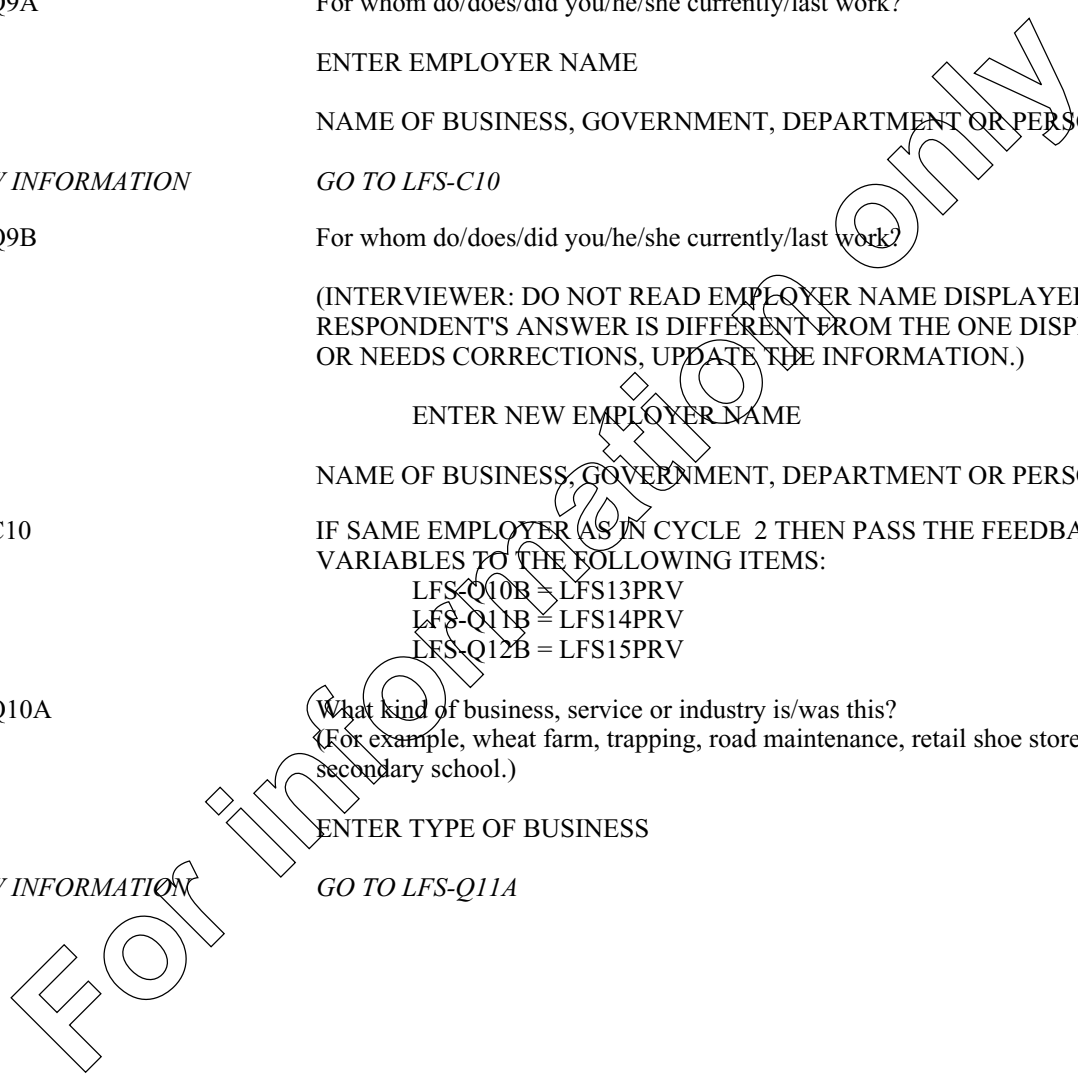 Q9A For whom do/does/did you/he/she currently/last work?
ENTER EMPLOYER NAME
NAME OF BUSINESS, GOVERNMENT, DEPARTMENT OR PERSO
Y INFORMATION GO TO LFS-C10
Q9B For whom do/does/did you/he/she currently/last work?
(INTERVIEWER: DO NOT READ EMPLOYER NAME DISPLAYED
RESPONDENT'S ANSWER IS DIFFERENT FROM THE ONE DISP
OR NEEDS CORRECTIONS, UPDATE THE INFORMATION.)
ENTER NEW EMPLOYER NAME
NAME OF BUSINESS, GOVERNMENT, DEPARTMENT OR PERSO
C10 IF SAME EMPLOYER AS IN CYCLE 2 THEN PASS THE FEEDBA
VARIABLES TO THE FOLLOWING ITEMS:
LFS-Q10B = LFS13PRV
LFS-Q11B = LFS14PRV
LFS-Q12B = LFS15PRV
Q10A What kind of business, service or industry is/was this?
(For example, wheat farm, trapping, road maintenance, retail shoe store
secondary school.)
ENTER TYPE OF BUSINESS
Y INFORMATION GO TO LFS-Q11A
For information only